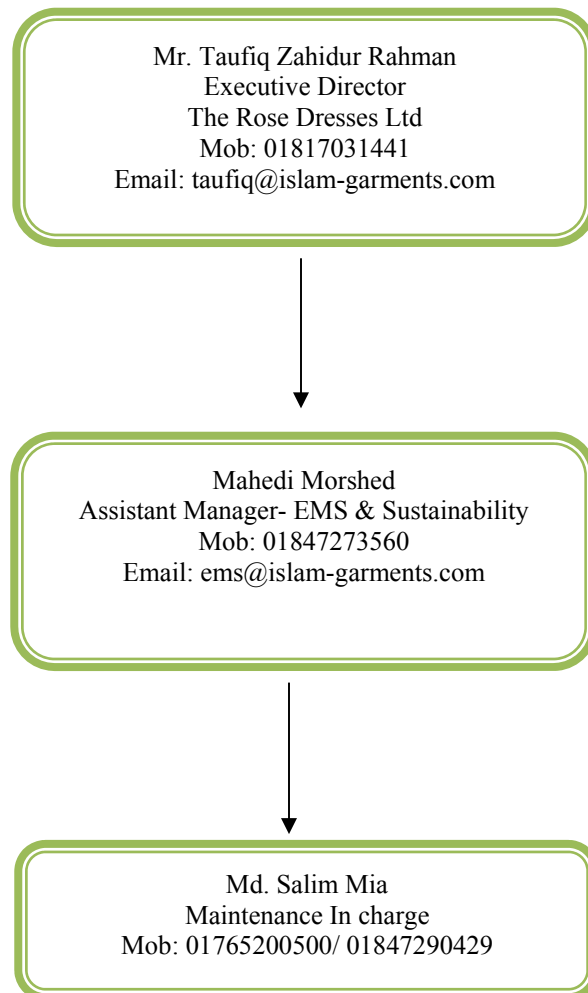 Mr. Taufiq Zahidur Rahman
Executive Director
The Rose Dresses Ltd
Mob: 01817031441
Email: taufiq@islam-garments.com
Mahedi Morshed
Assistant Manager- EMS & Sustainability
Mob: 01847273560
Email: ems@islam-garments.com
Md. Salim Mia
Maintenance In charge
Mob: 01765200500/ 01847290429